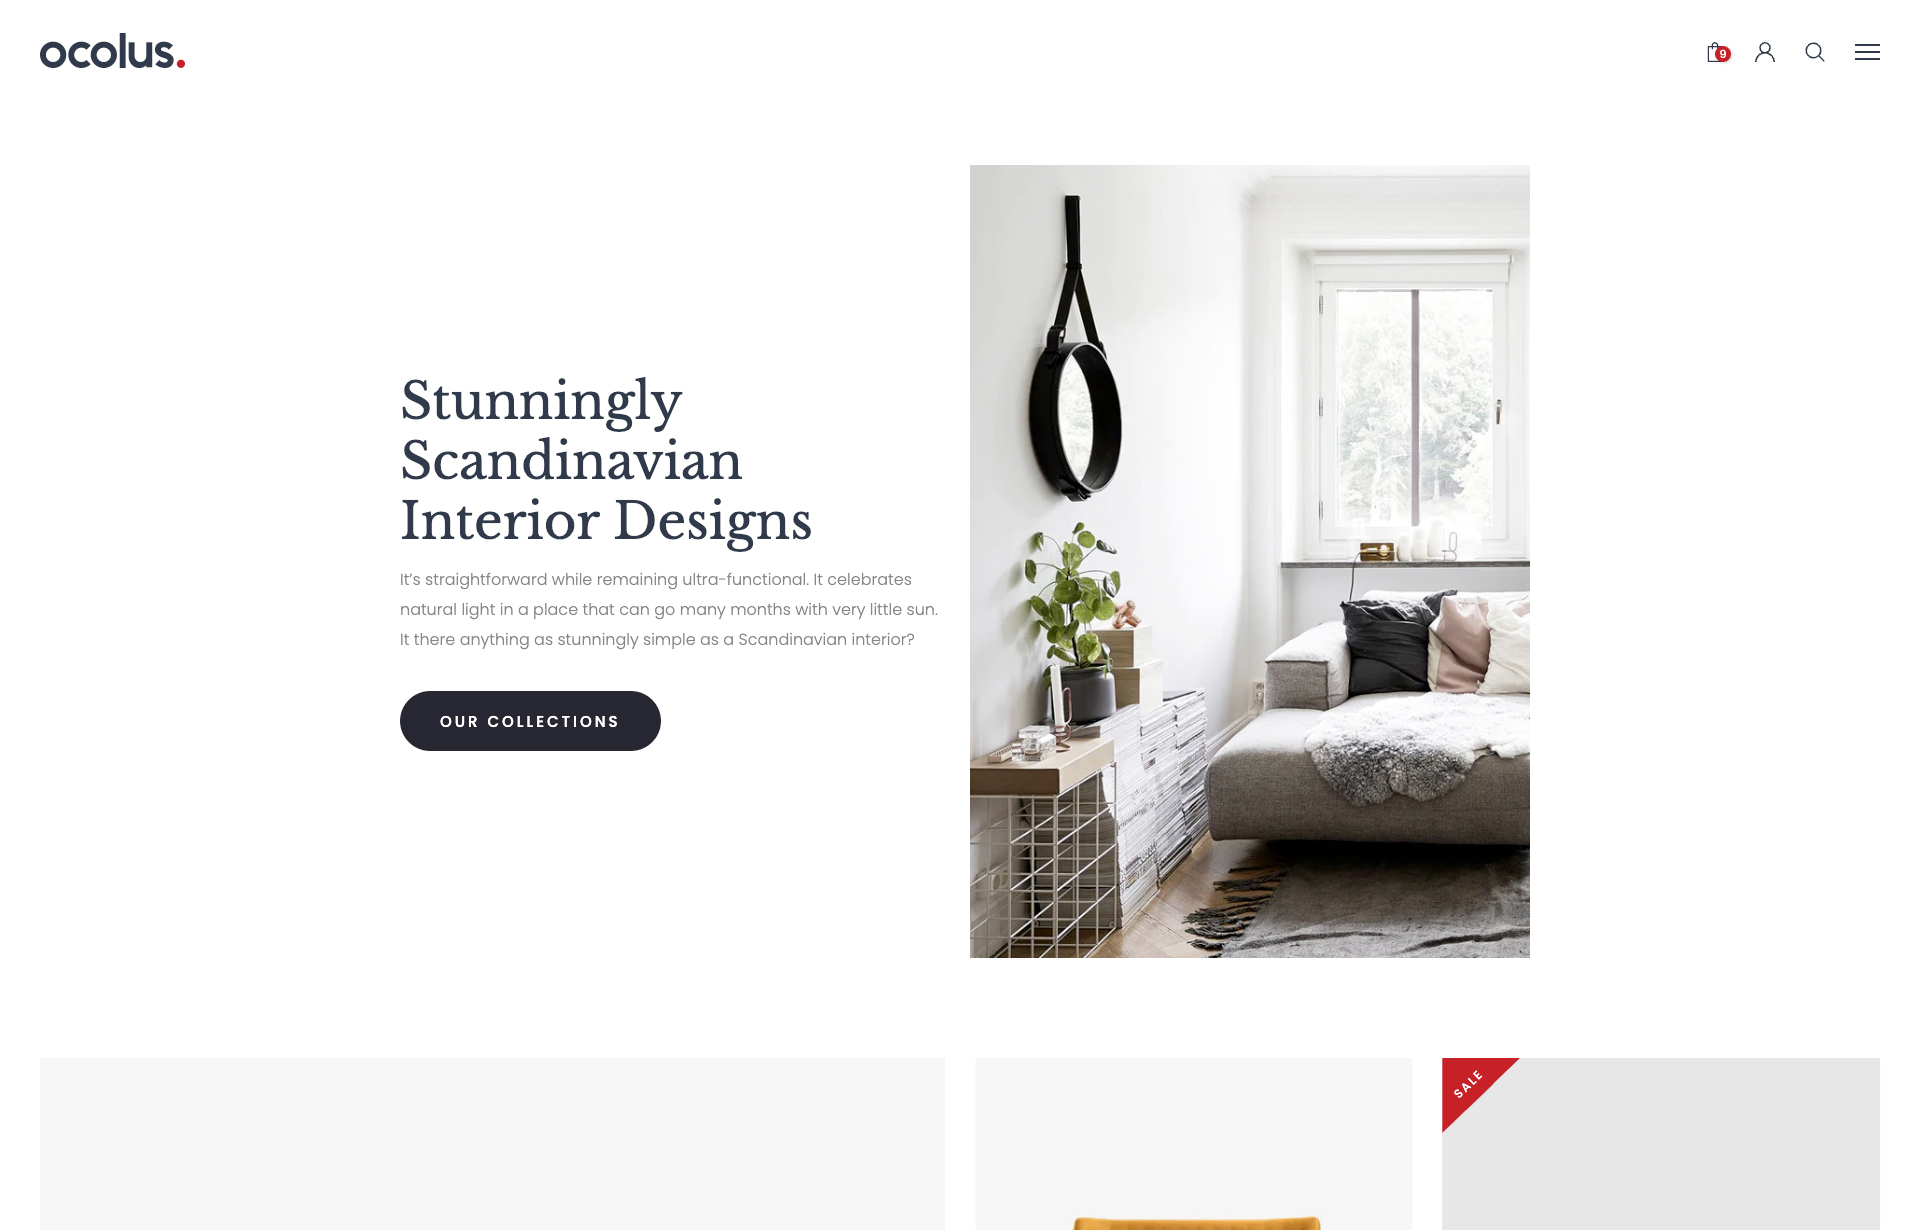 ocolus.
9
Stunningly
Scandinavian
Interior Designs
It’s straightforward while remaining ultra-functional. It celebrates
natural light in a place that can go many months with very little sun.
It there anything as stunningly simple as a Scandinavian interior?
OUR COLLECTIONS
SALE